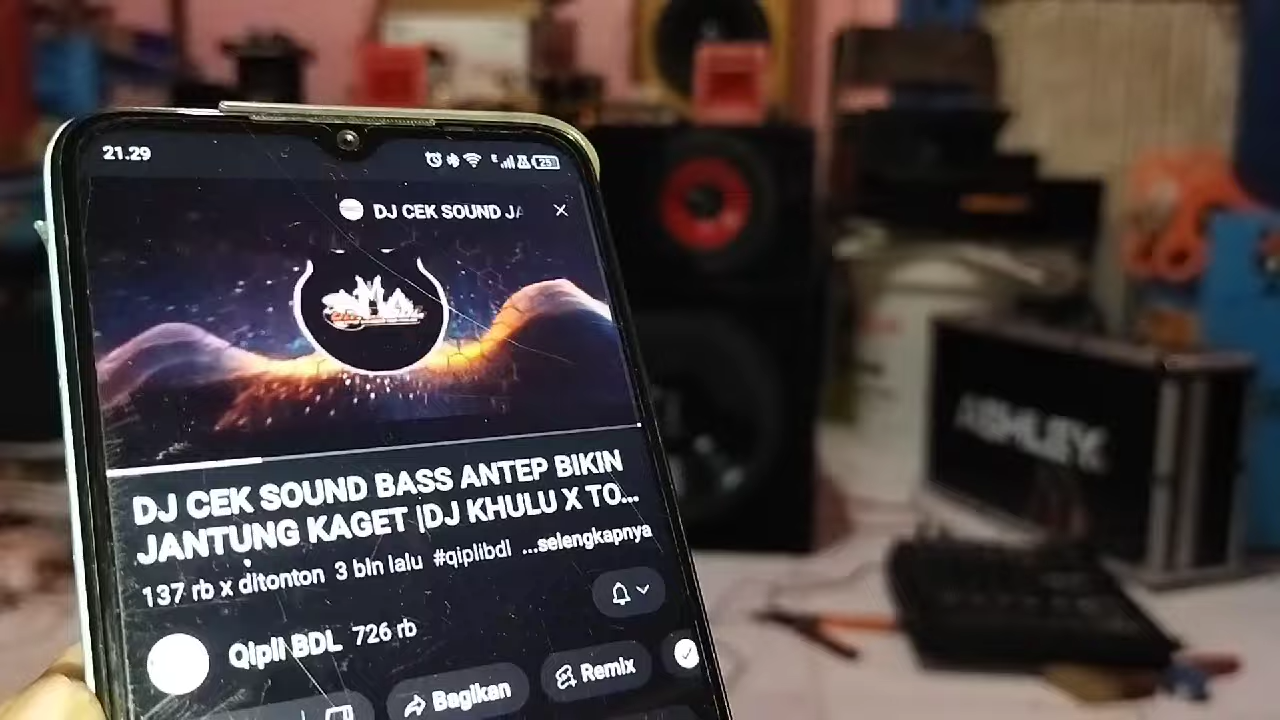 21.29
25
DJ CEK SOUND JA
DJ CEK SOUND BASS ANTEP BIKIN
JANTUNG KAGET |DJ KHULU X TO...
137 rb x ditonton 3 bln lalu #qiplibdl ...selengkapnya
Qipli BDL 726 rb
Bagikan
Remix
ASHLEY